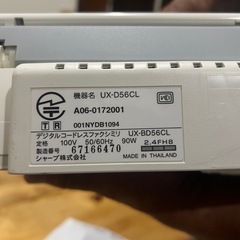 機器名 UX-D56CL
A06-0172001
001NYDB1094
T R
デジタルコードレスファクシミリ UX-BD56CL
定格 100V 50/60Hz 90W 2.4FH8
製造番号 67166470
シャープ株式会社 MADE IN THAILAND